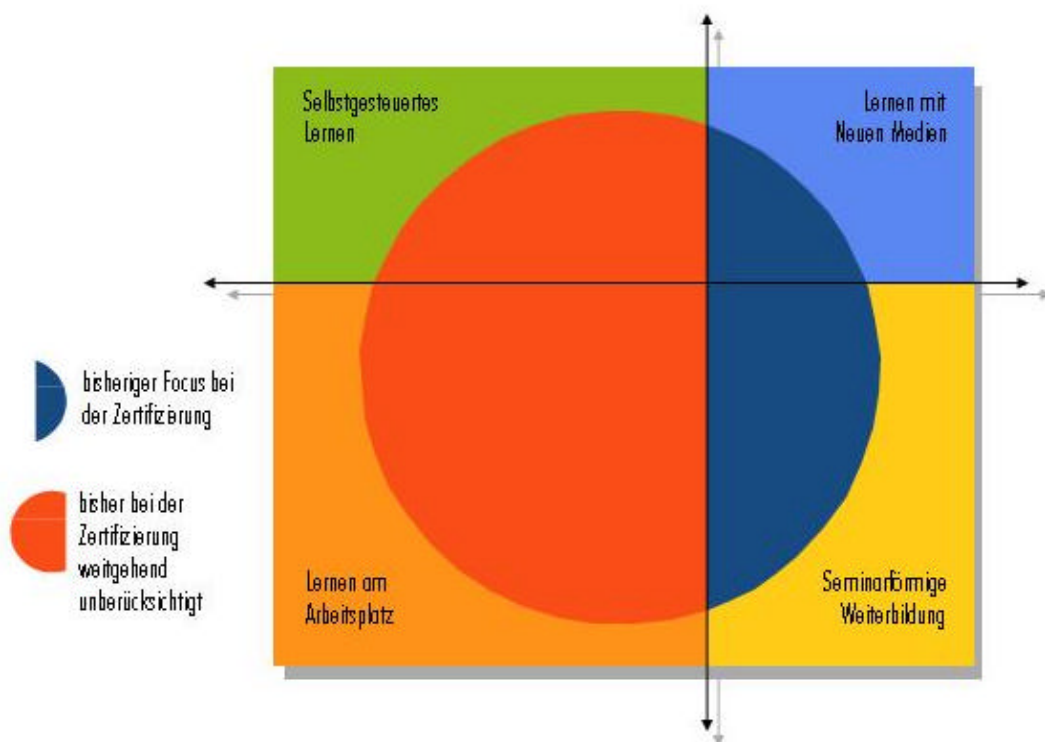 Selbstgesteuertes
Lernen
Lernen mit
Neuen Medien
bisheriger Focus bei
der Zertifizierung
bisher bei der
Zertifizierung
weitgehend
unberücksichtigt
Lernen am
Arbeitsplatz
Seminarförmige
Weiterbildung